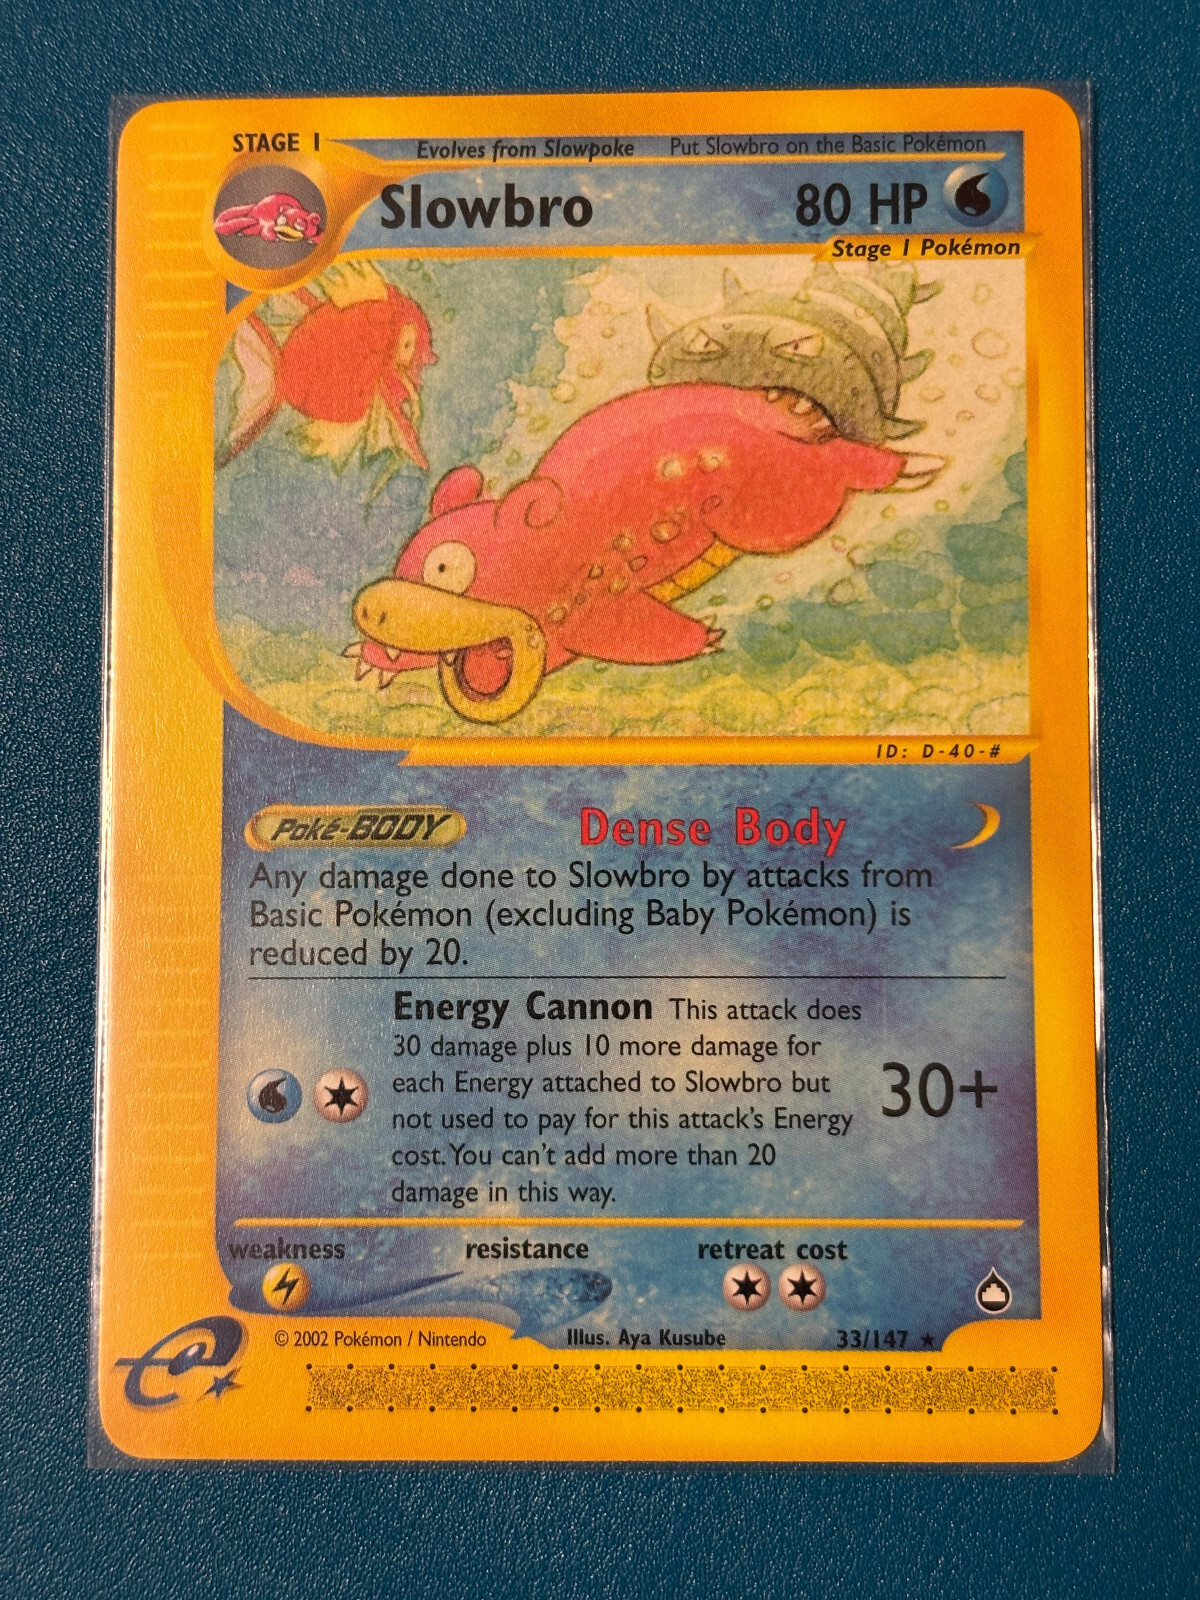 STAGE 1
Evolves from Slowpoke Put Slowbro on the Basic Pokémon
Slowbro 80 HP
Stage 1 Pokémon
ID: D-40-#
Poké-BODY Dense Body
Any damage done to Slowbro by attacks from
Basic Pokémon (excluding Baby Pokémon) is
reduced by 20.
Energy Cannon This attack does
30 damage plus 10 more damage for
each Energy attached to Slowbro but
not used to pay for this attack's Energy
cost. You can't add more than 20
damage in this way.
30+
weakness resistance retreat cost
© 2002 Pokémon / Nintendo Illus. Aya Kusube 33/147 ★
e